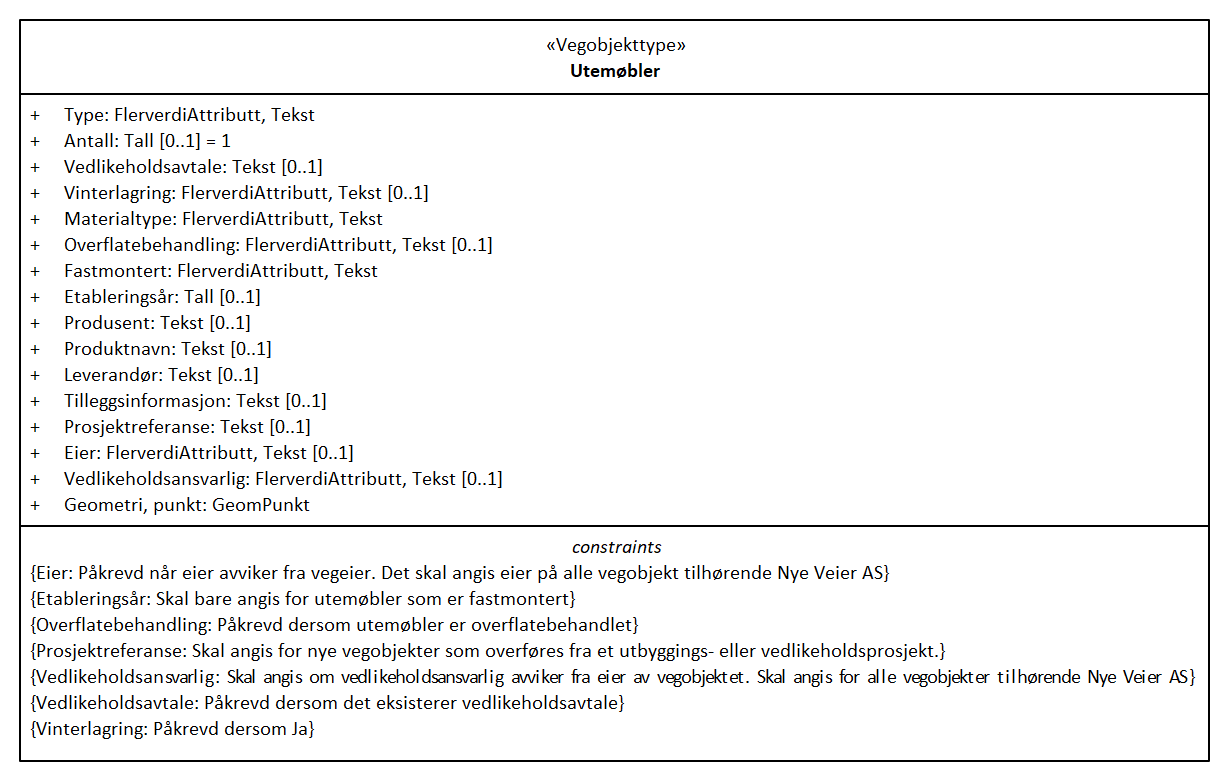 «Vegobjekttype»
Utemøbler
+ Type: FlerverdiAttributt, Tekst
+ Antall: Tall [0..1] = 1
+ Vedlikeholdsavtale: Tekst [0..1]
+ Vinterlagring: FlerverdiAttributt, Tekst [0..1]
+ Materialtype: FlerverdiAttributt, Tekst
+ Overflatebehandling: FlerverdiAttributt, Tekst [0..1]
+ Fastmontert: FlerverdiAttributt, Tekst
+ Etableringsår: Tall [0..1]
+ Produsent: Tekst [0..1]
+ Produktnavn: Tekst [0..1]
+ Leverandør: Tekst [0..1]
+ Tilleggsinformasjon: Tekst [0..1]
+ Prosjektreferanse: Tekst [0..1]
+ Eier: FlerverdiAttributt, Tekst [0..1]
+ Vedlikeholdsansvarlig: FlerverdiAttributt, Tekst [0..1]
+ Geometri, punkt: GeomPunkt
constraints
{Eier: Påkrevd når eier avviker fra vegeier. Det skal angis eier på alle vegobjekt tilhørende Nye Veier AS}
{Etableringsår: Skal bare angis for utemøbler som er fastmontert}
{Overflatebehandling: Påkrevd dersom utemøbler er overflatebehandlet}
{Prosjektreferanse: Skal angis for nye vegobjekter som overføres fra et utbyggings- eller vedlikeholdsprosjekt.}
{Vedlikeholdsansvarlig: Skal angis om vedlikeholdsansvarlig avviker fra eier av vegobjektet. Skal angis for alle vegobjekter tilhørende Nye Veier AS}
{Vedlikeholdsavtale: Påkrevd dersom det eksisterer vedlikeholdsavtale}
{Vinterlagring: Påkrevd dersom Ja}